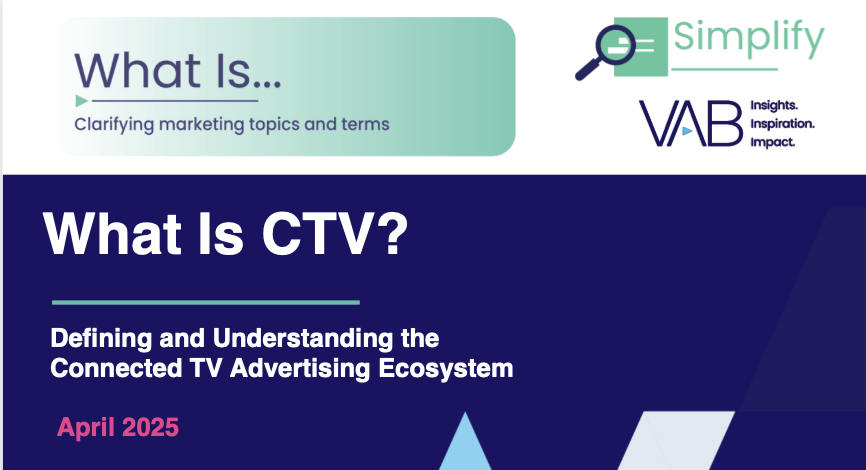 What Is...
Clarifying marketing topics and terms
Simplify
VAB
Insights.
Inspiration.
Impact.
What Is CTV?
Defining and Understanding the
Connected TV Advertising Ecosystem
April 2025